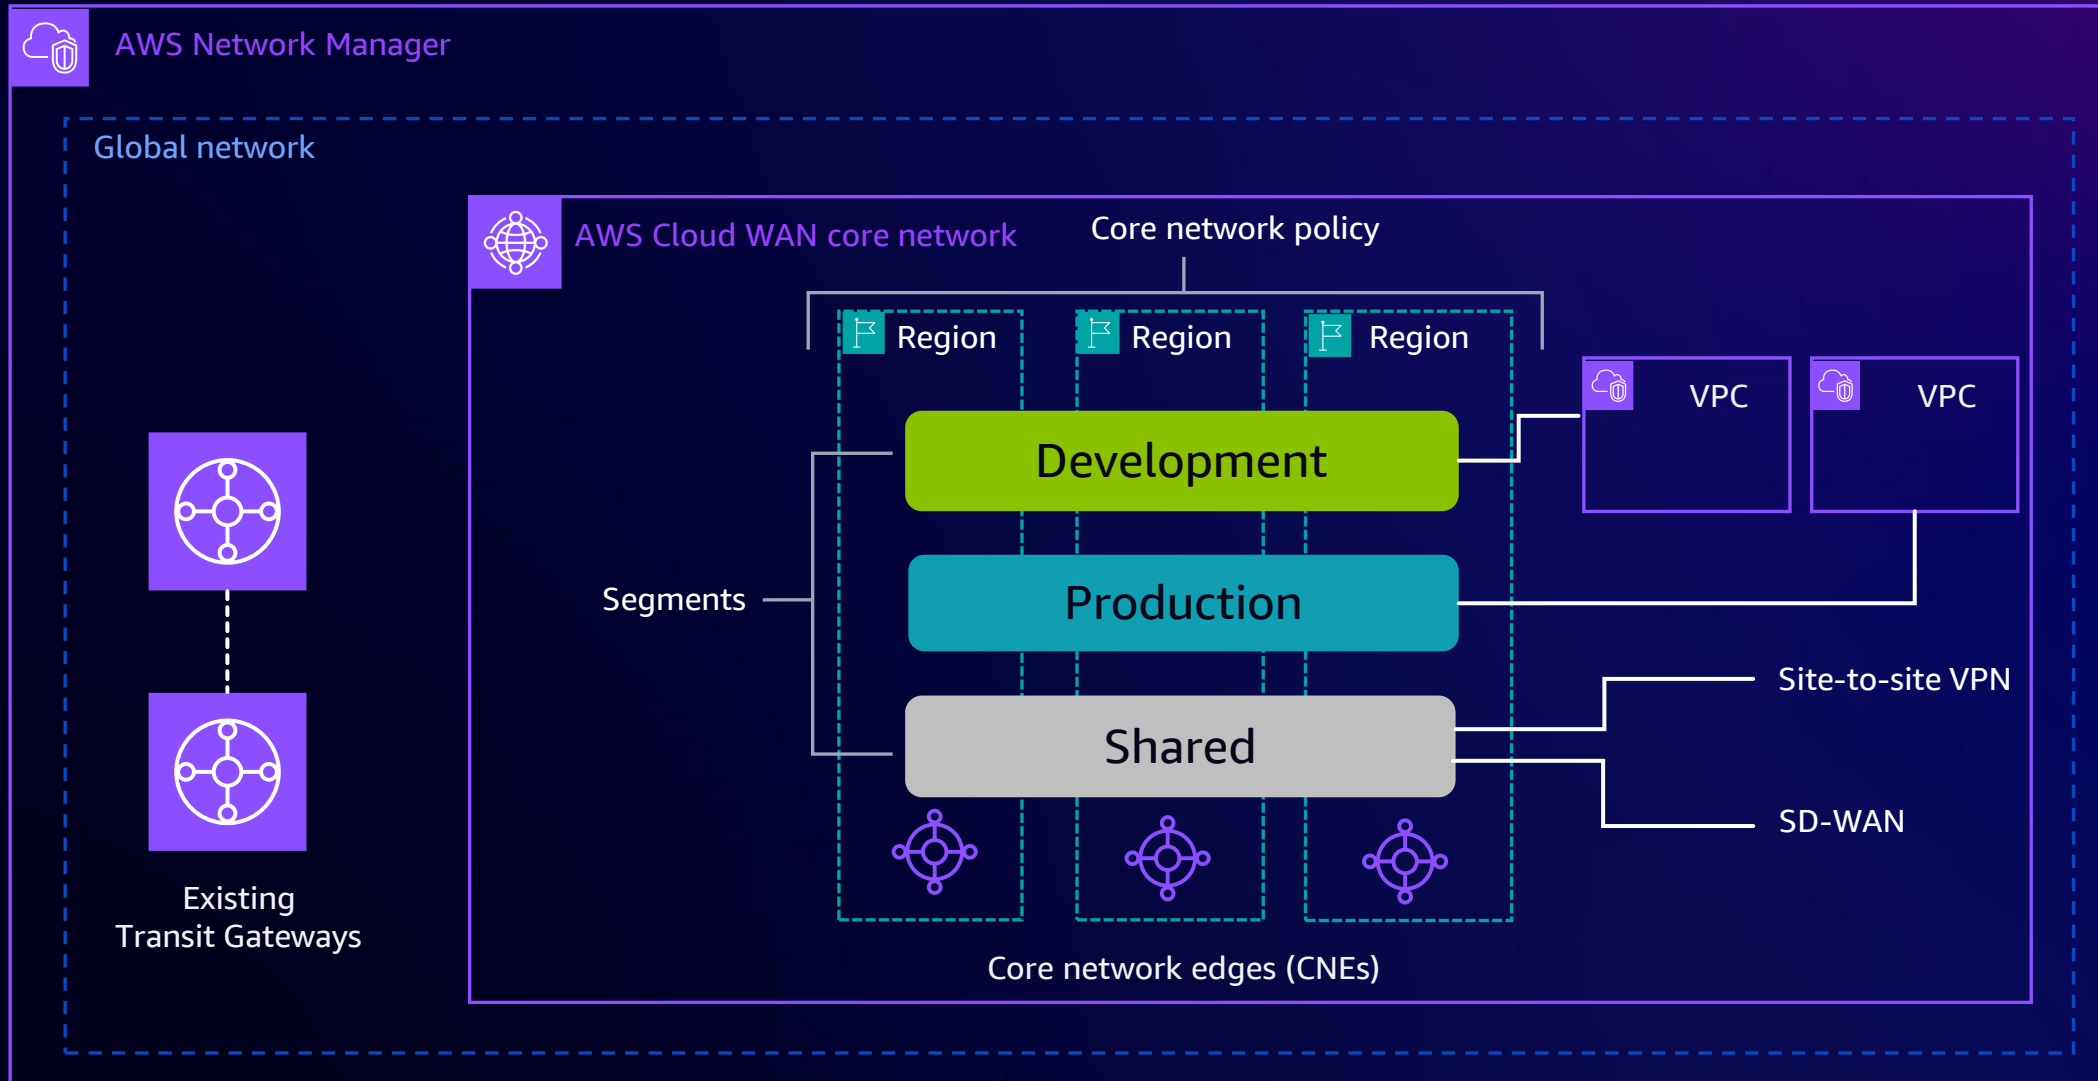 AWS Network Manager
Global network
AWS Cloud WAN core network
Core network policy
Region
Region
Region
VPC
VPC
Development
Segments
Production
Site-to-site VPN
Shared
SD-WAN
Existing
Transit Gateways
Core network edges (CNEs)